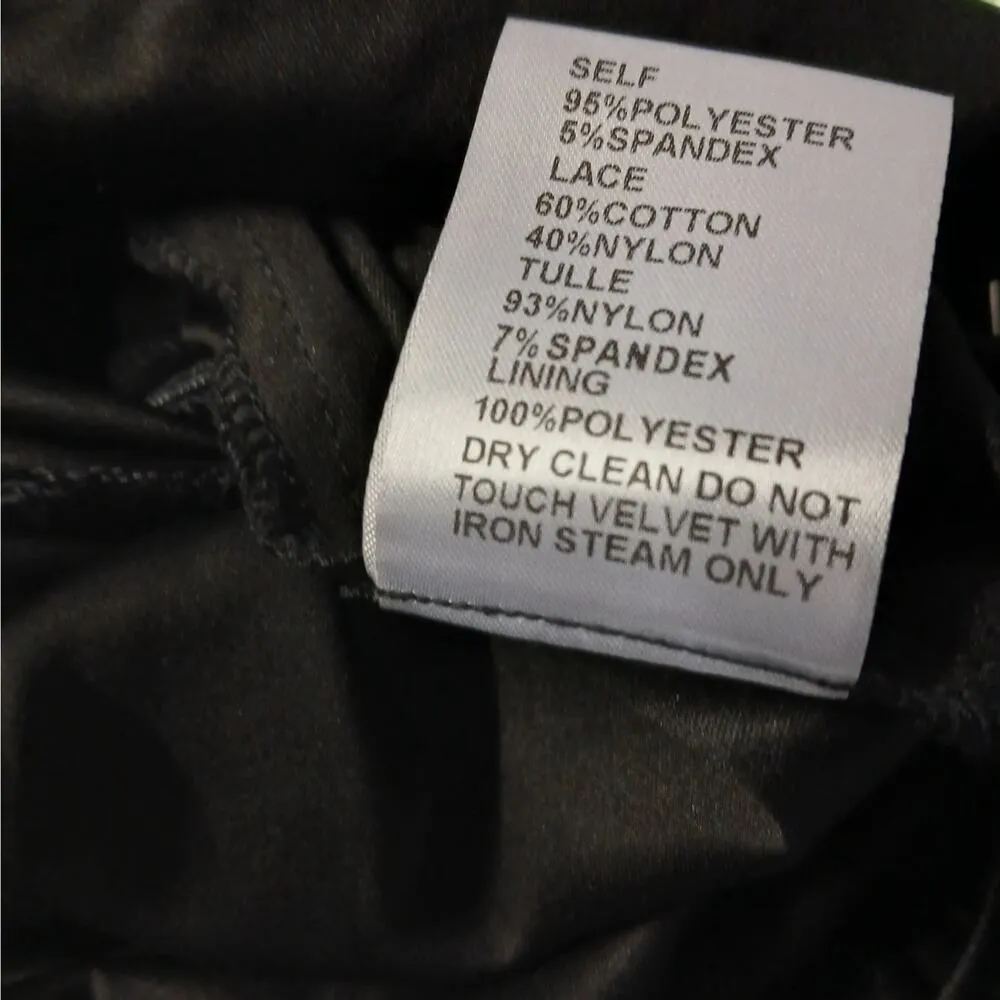 SELF
95%POLYESTER
5%SPANDEX
LACE
60%COTTON
40%NYLON
TULLE
93%NYLON
7%SPANDEX
LINING
100%POLYESTER
DRY CLEAN DO NOT
TOUCH VELVET WITH
IRON STEAM ONLY